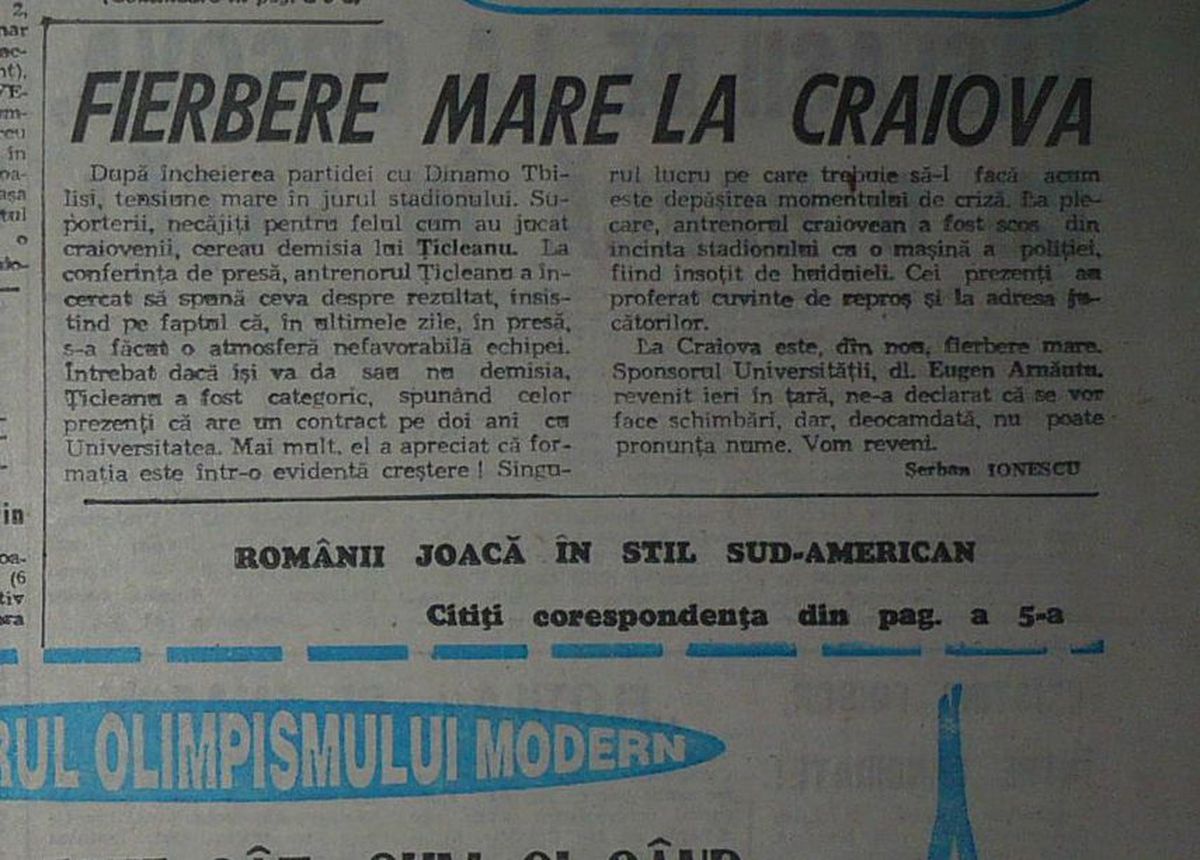 FIERBERE MARE LA CRAIOVA
După încheierea partidei cu Dinamo Tbi-
lisi, tensiune mare în jurul stadionului. Su-
porterii, necăjiți pentru felul cum au jucat
craiovenii, cereau demisia lui Țicleanu. La
conferința de presă, antrenorul Țicleanu a în-
cercat să spună ceva despre rezultat, insis-
tind pe faptul că, în ultimele zile, în presă,
s-a făcut o atmosferă nefavorabilă echipei.
Întrebat dacă își va da sau nu demisia,
Țicleanu a fost categoric, spunând celor
prezenți că are un contract pe doi ani cu
Universitatea. Mai mult, el a apreciat că for-
mația este într-o evidentă creștere! Singu-
rul lucru pe care trebuie să-l facă acum
este depășirea momentului de criză. La ple-
care, antrenorul craiovean a fost scos din
incinta stadionului cu o mașină a poliției,
fiind însoțit de huiduieli. Cei prezenți au
proferat cuvinte de reproș și la adresa ju-
cătorilor.
La Craiova este, din nou, fierbere mare.
Sponsorul Universității, dl. Eugen Arnăutu,
revenit ieri în țară, ne-a declarat că se vor
face schimbări, dar, deocamdată, nu poate
pronunța nume. Vom reveni.
Șerban IONESCU
ROMÂNII JOACĂ ÎN STIL SUD-AMERICAN
Citiți corespondența din pag. a 5-a
RUL OLIMPISMULUI MODERN